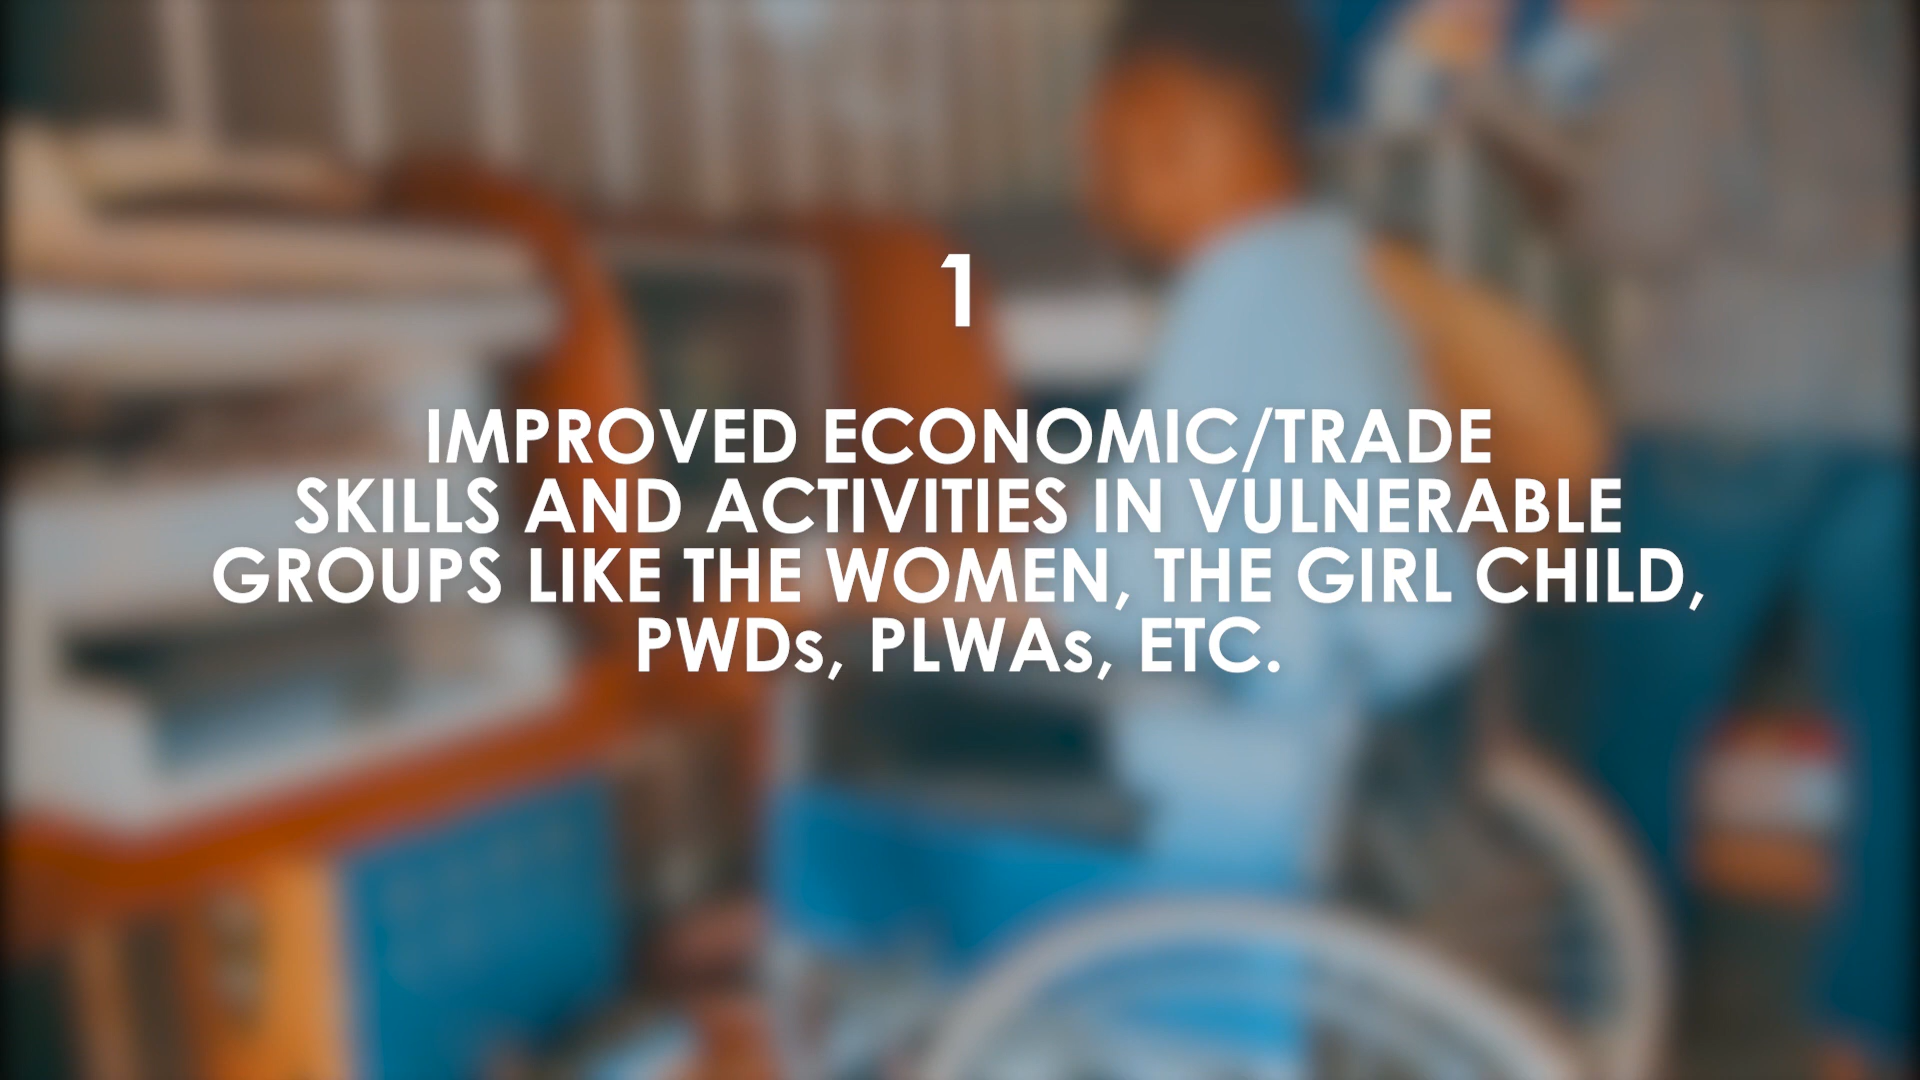 1
IMPROVED ECONOMIC/TRADE
SKILLS AND ACTIVITIES IN VULNERABLE
GROUPS LIKE THE WOMEN, THE GIRL CHILD,
PWDs, PLWAs, ETC.